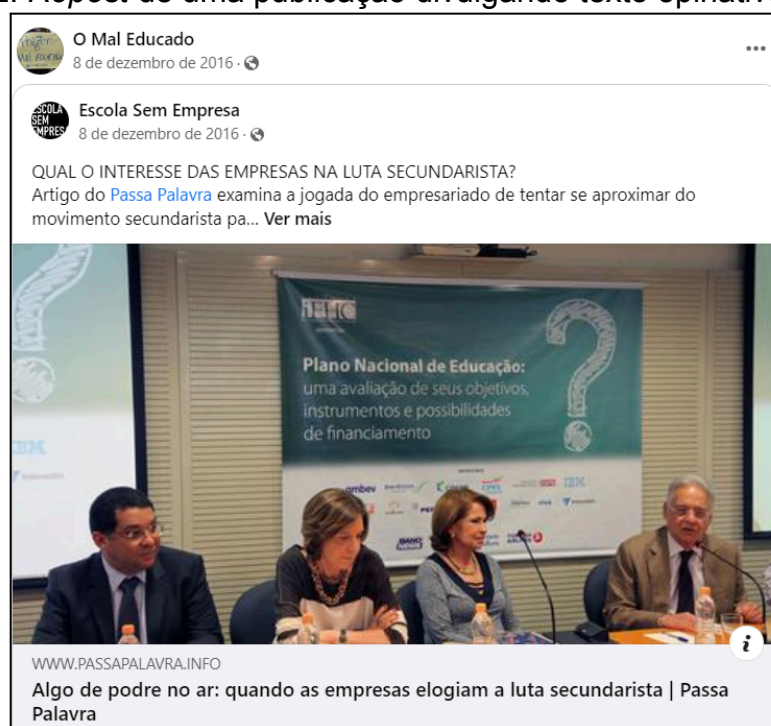 O Mal Educado
8 de dezembro de 2016 ·
Escola Sem Empresa
8 de dezembro de 2016 ·
QUAL O INTERESSE DAS EMPRESAS NA LUTA SECUNDARISTA?
Artigo do Passa Palavra examina a jogada do empresariado de tentar se aproximar do
movimento secundarista pa... Ver mais
Plano Nacional de Educação:
uma avaliação de seus objetivos,
instrumentos e possibilidades
de financiamento
ambev
CPFL
IBM
vivo
WWW.PASSAPALAVRA.INFO
Algo de podre no ar: quando as empresas elogiam a luta secundarista | Passa
Palavra